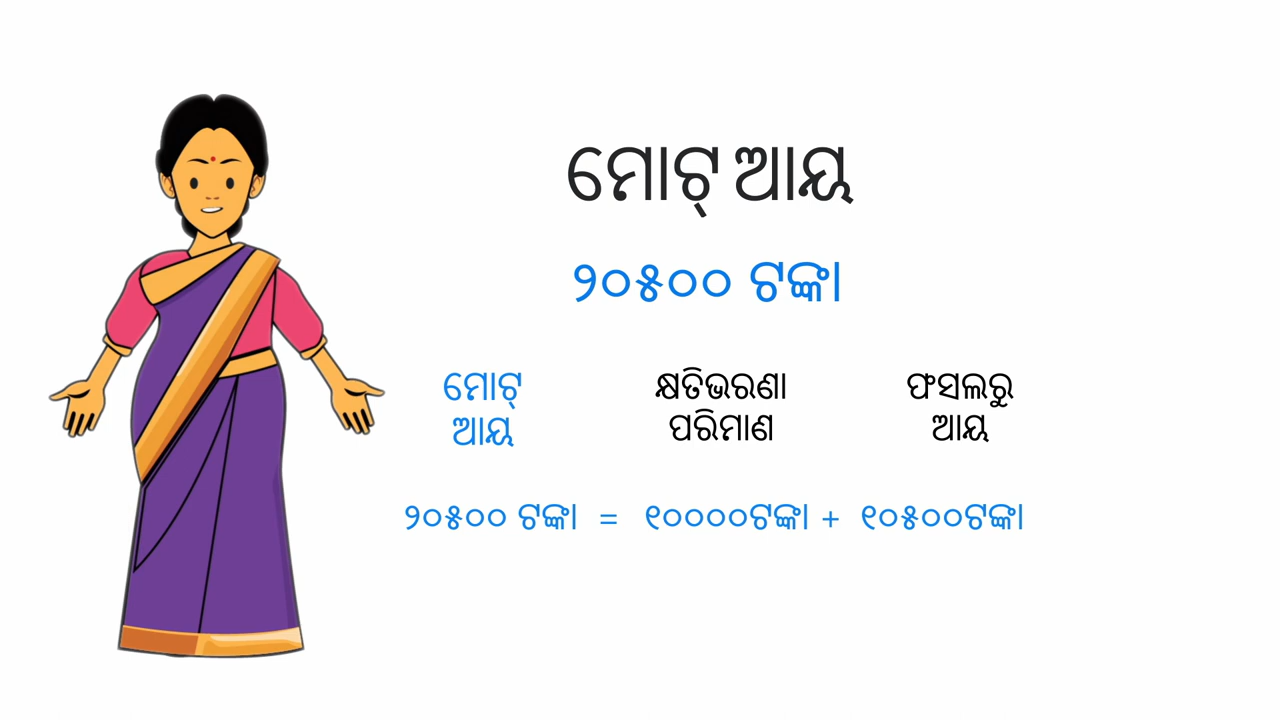 ମୋଟ୍ ଆୟ
୨୦୫୦୦ ଟଙ୍କା
ମୋଟ୍ କ୍ଷତିଭରଣା ଫସଲରୁ
ଆୟ ପରିମାଣ ଆୟ
୨୦୫୦୦ ଟଙ୍କା = ୧୦୦୦୦ଟଙ୍କା + ୧୦୫୦୦ଟଙ୍କା